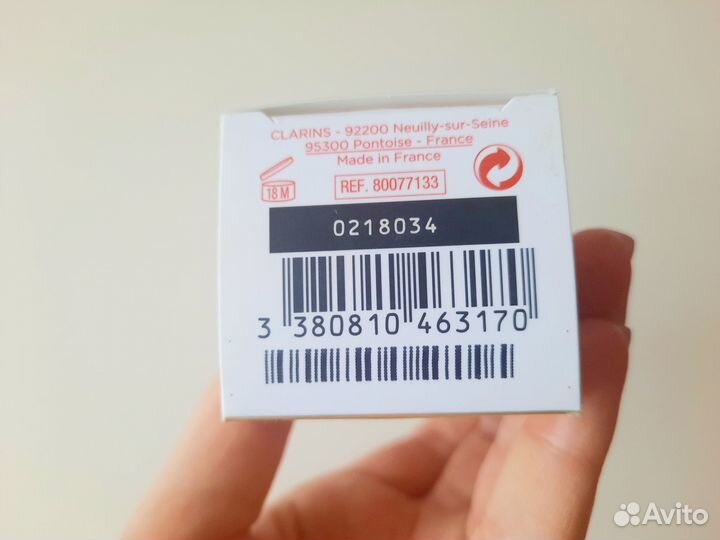 CLARINS - 92200 Neuilly-sur-Seine
95300 Pontoise - France
Made in France
18 M
REF. 80077133
0218034
3 380810 463170
Avito